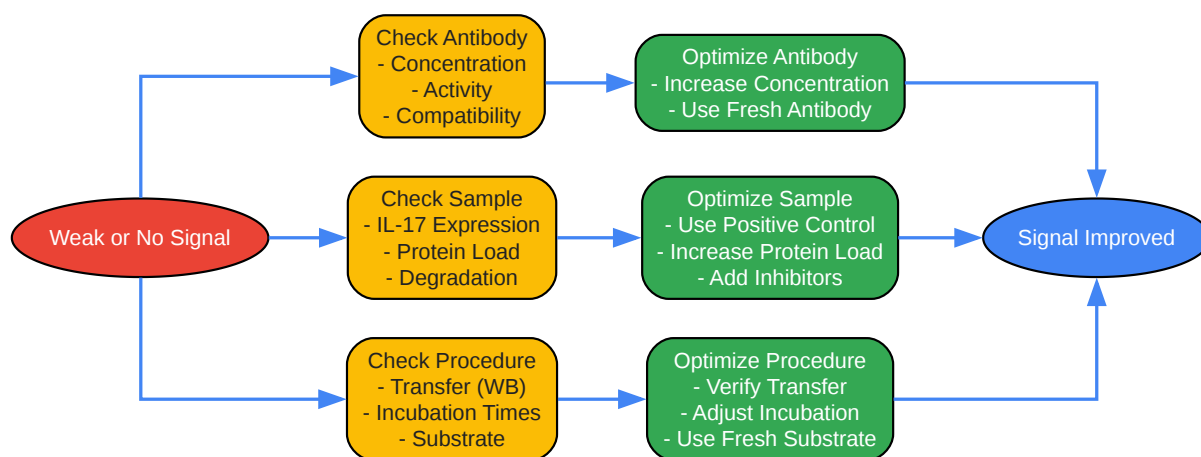 Weak or No Signal
Check Antibody
- Concentration
- Activity
- Compatibility
Optimize Antibody
- Increase Concentration
- Use Fresh Antibody
Check Sample
- IL-17 Expression
- Protein Load
- Degradation
Optimize Sample
- Use Positive Control
- Increase Protein Load
- Add Inhibitors
Check Procedure
- Transfer (WB)
- Incubation Times
- Substrate
Optimize Procedure
- Verify Transfer
- Adjust Incubation
- Use Fresh Substrate
Signal Improved